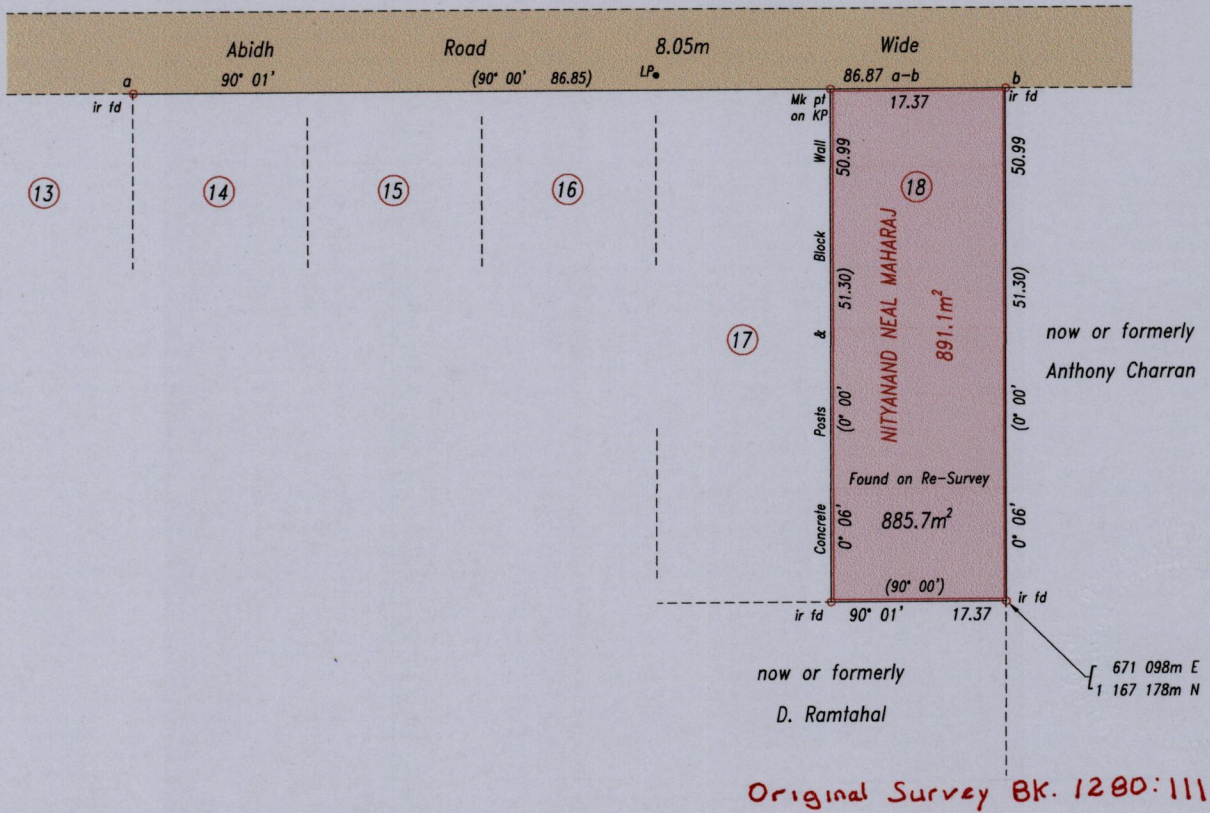 Abidh Road 8.05m Wide
a 90° 01' (90° 00' 86.85) LP 86.87 a-b b
ir fd
Mk pt
on KP
17.37
ir fd
13
14
15
16
17
18
Concrete Posts & Block Wall
0° 06' 50.99
(0° 00' 51.30)
NITYANAND NEAL MAHARAJ
891.1m²
Found on Re-Survey
885.7m²
0° 06' 50.99
(0° 00' 51.30)
now or formerly
Anthony Charran
(90° 00')
ir fd 90° 01' 17.37 ir fd
now or formerly
D. Ramtahal
671 098m E
1 167 178m N
Original Survey BK. 1280:111